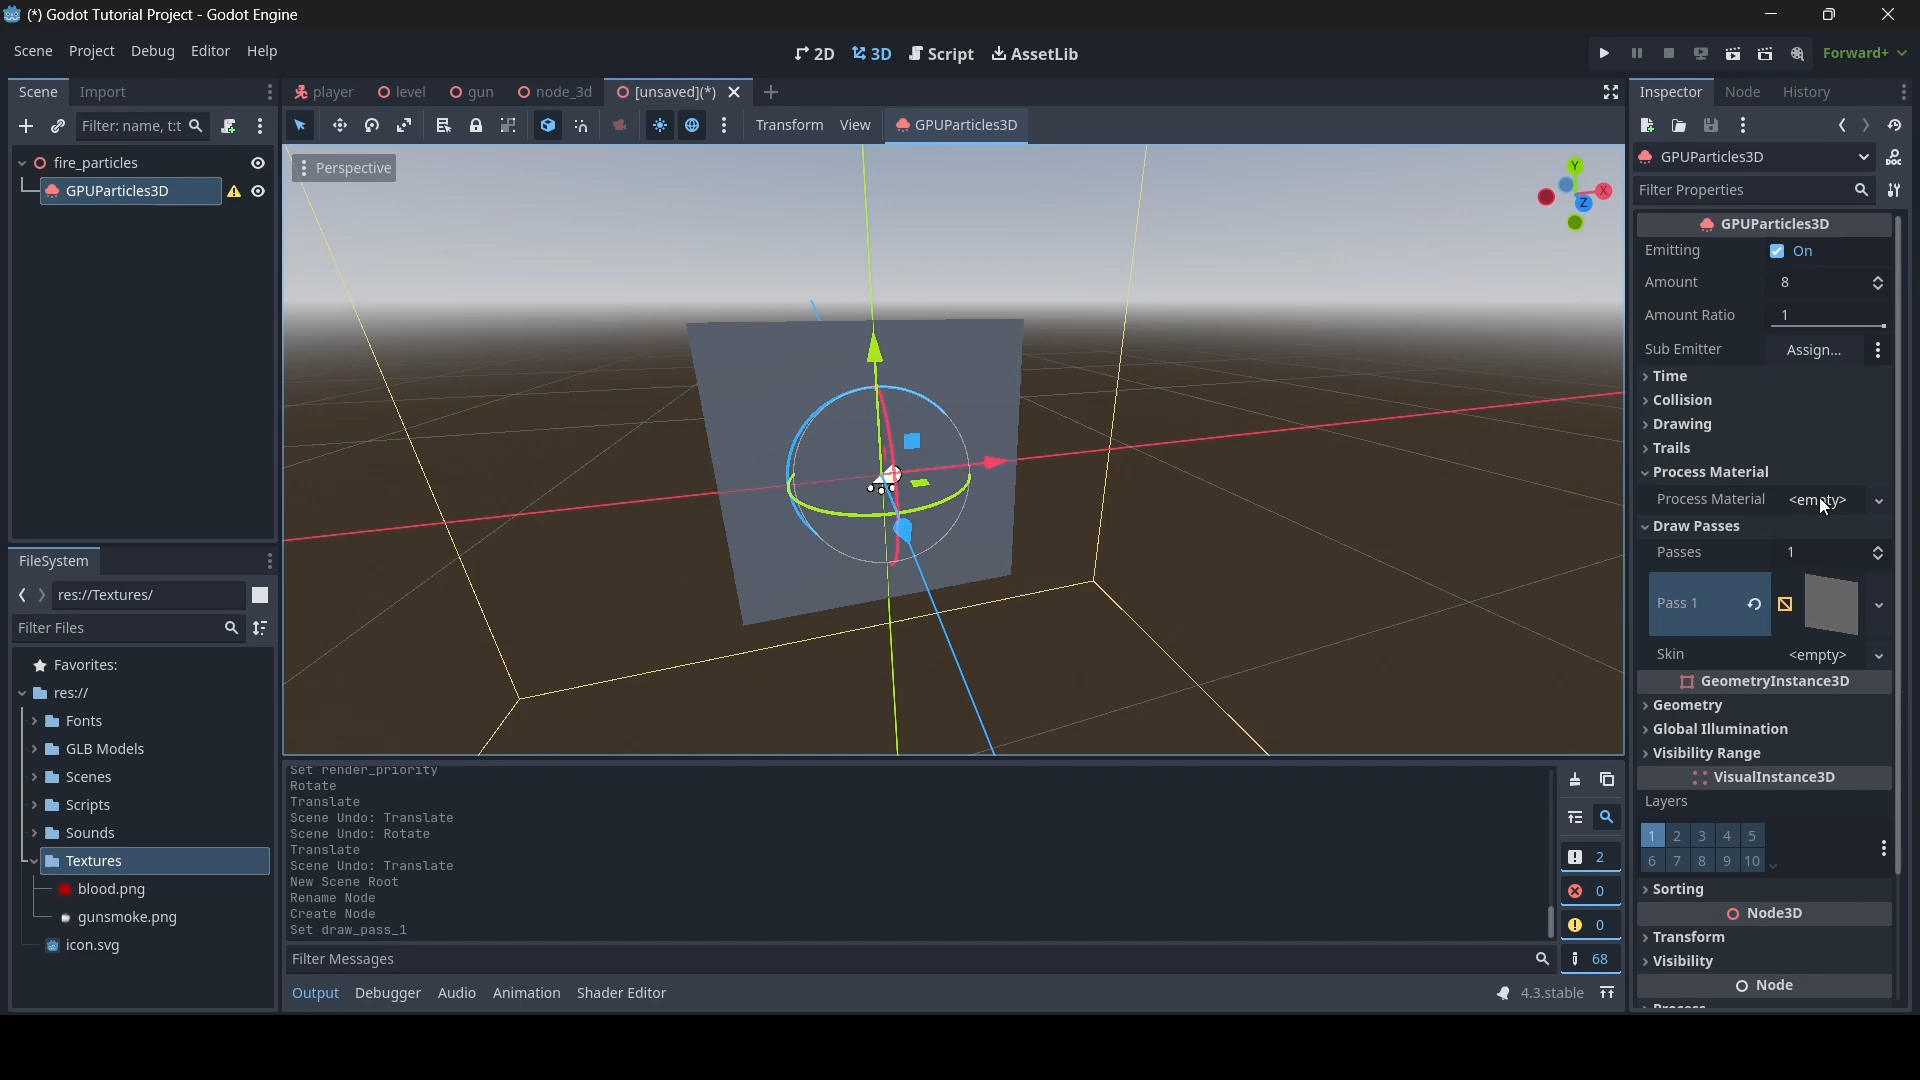 (*) Godot Tutorial Project - Godot Engine
Scene Project Debug Editor Help
2D 3D Script AssetLib
Forward+
Scene Import
Filter: name, t:t
fire_particles
GPUParticles3D
FileSystem
res://Textures/
Filter Files
Favorites:
res://
Fonts
GLB Models
Scenes
Scripts
Sounds
Textures
blood.png
gunsmoke.png
icon.svg
player level gun node_3d [unsaved](*)
Transform View GPUParticles3D
Perspective
Y
X
Z
Set render_priority
Rotate
Translate
Scene Undo: Translate
Scene Undo: Rotate
Translate
Scene Undo: Translate
New Scene Root
Rename Node
Create Node
Set draw_pass_1
Filter Messages
2
0
0
68
Output Debugger Audio Animation Shader Editor
4.3.stable
Inspector Node History
GPUParticles3D
Filter Properties
GPUParticles3D
Emitting On
Amount 8
Amount Ratio 1
Sub Emitter Assign...
Time
Collision
Drawing
Trails
Process Material
Process Material <empty>
Draw Passes
Passes 1
Pass 1
Skin <empty>
GeometryInstance3D
Geometry
Global Illumination
Visibility Range
VisualInstance3D
Layers
1 2 3 4 5
6 7 8 9 10
Sorting
Node3D
Transform
Visibility
Node
Process